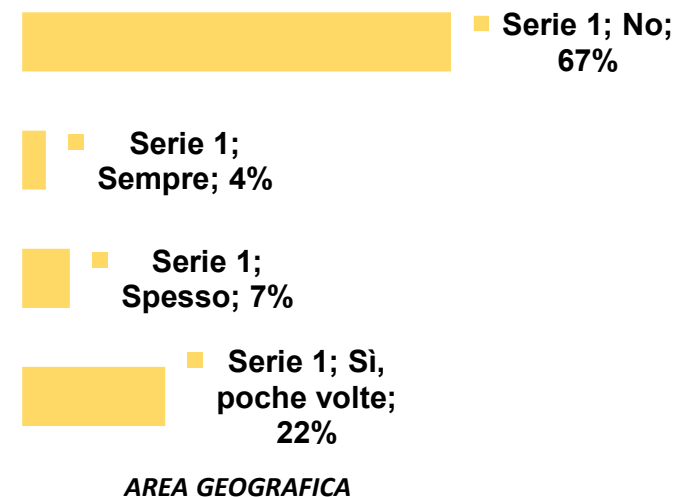 Serie 1; No;
67%
Serie 1;
Sempre; 4%
Serie 1;
Spesso; 7%
Serie 1; Sì,
poche volte;
22%
AREA GEOGRAFICA